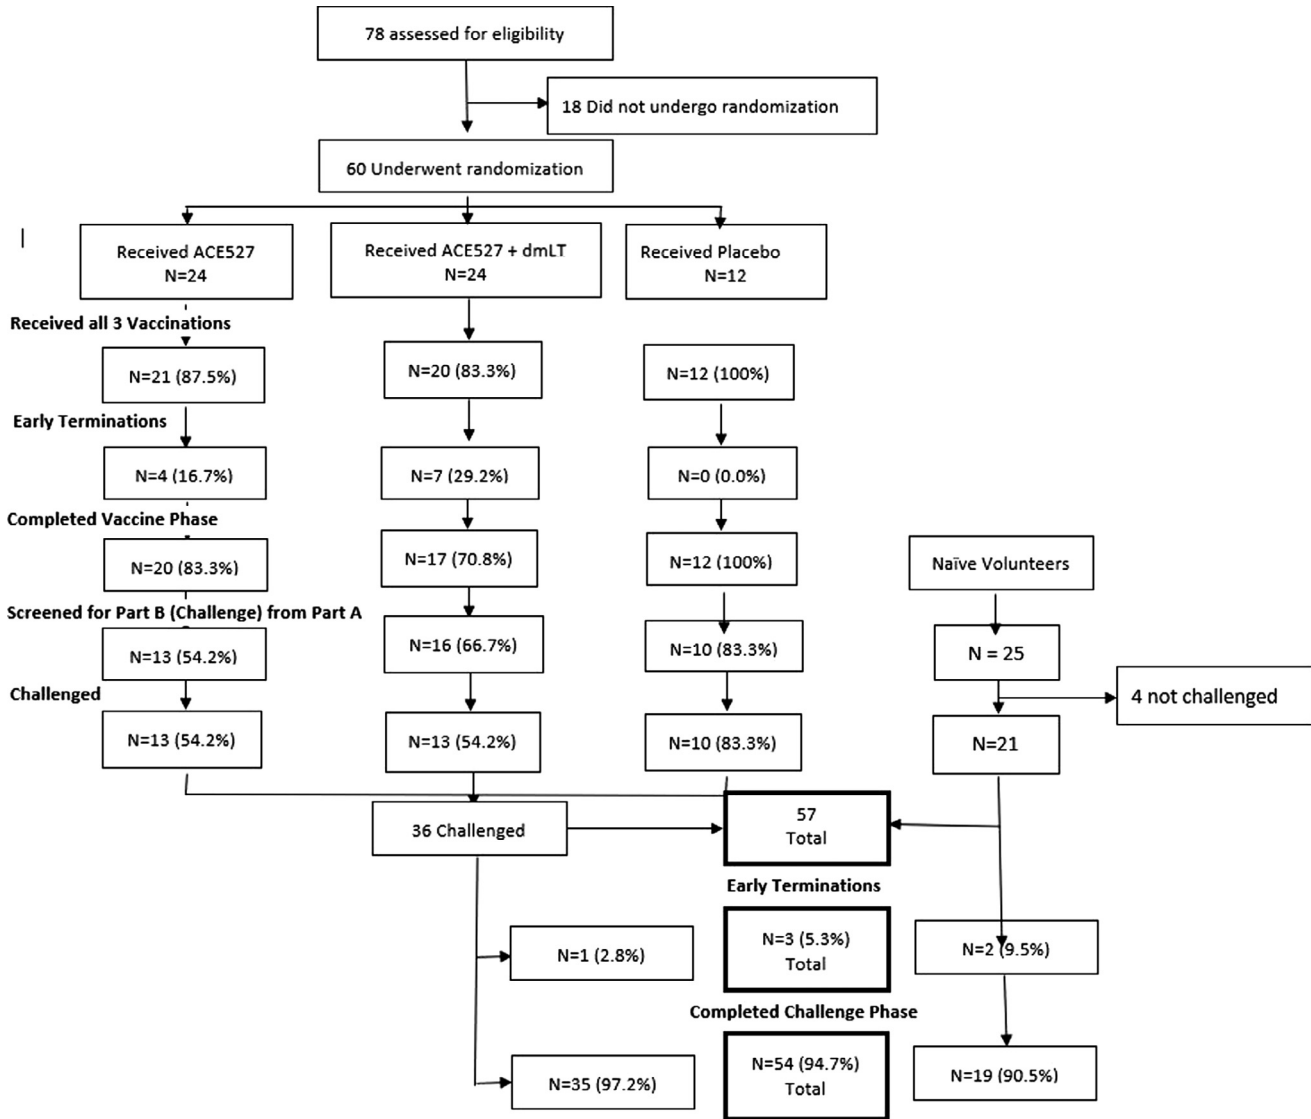 78 assessed for eligibility
18 Did not undergo randomization
60 Underwent randomization
Received ACE527
N=24
Received ACE527 + dmLT
N=24
Received Placebo
N=12
Received all 3 Vaccinations
N=21 (87.5%)
N=20 (83.3%)
N=12 (100%)
Early Terminations
N=4 (16.7%)
N=7 (29.2%)
N=0 (0.0%)
Completed Vaccine Phase
N=20 (83.3%)
N=17 (70.8%)
N=12 (100%)
Naïve Volunteers
Screened for Part B (Challenge) from Part A
N=13 (54.2%)
N=16 (66.7%)
N=10 (83.3%)
N = 25
4 not challenged
Challenged
N=13 (54.2%)
N=13 (54.2%)
N=10 (83.3%)
N=21
36 Challenged
57
Total
Early Terminations
N=1 (2.8%)
N=3 (5.3%)
Total
N=2 (9.5%)
Completed Challenge Phase
N=35 (97.2%)
N=54 (94.7%)
Total
N=19 (90.5%)